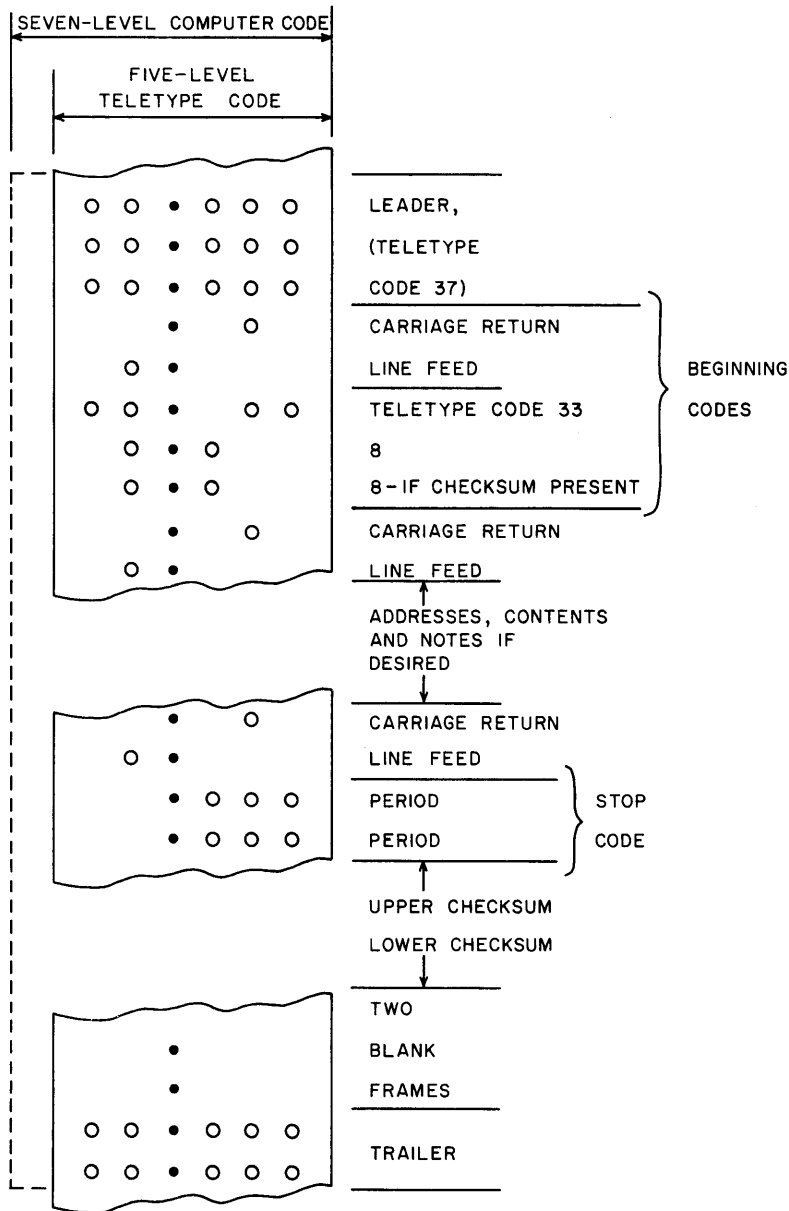 SEVEN-LEVEL COMPUTER CODE
FIVE-LEVEL
TELETYPE CODE
LEADER,
(TELETYPE
CODE 37)
CARRIAGE RETURN
LINE FEED
TELETYPE CODE 33
8
8-IF CHECKSUM PRESENT
BEGINNING
CODES
CARRIAGE RETURN
LINE FEED
ADDRESSES, CONTENTS
AND NOTES IF
DESIRED
CARRIAGE RETURN
LINE FEED
PERIOD
PERIOD
STOP
CODE
UPPER CHECKSUM
LOWER CHECKSUM
TWO
BLANK
FRAMES
TRAILER